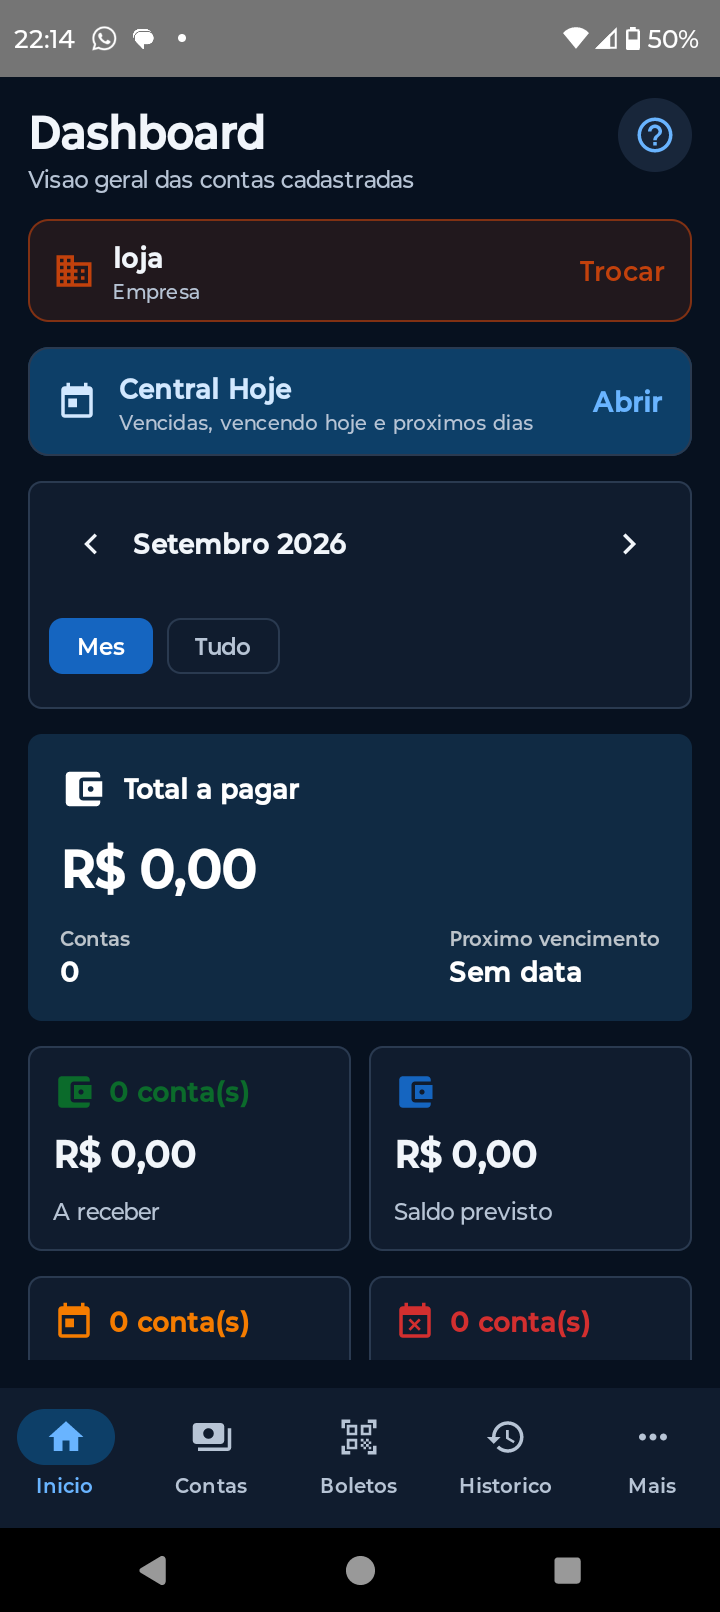 22:14
50%
Dashboard
Visao geral das contas cadastradas
loja
Empresa
Trocar
Central Hoje
Vencidas, vencendo hoje e proximos dias
Abrir
Setembro 2026
Mes
Tudo
Total a pagar
R$ 0,00
Contas
0
Proximo vencimento
Sem data
0 conta(s)
R$ 0,00
A receber
R$ 0,00
Saldo previsto
0 conta(s)
0 conta(s)
Inicio
Contas
Boletos
Historico
Mais